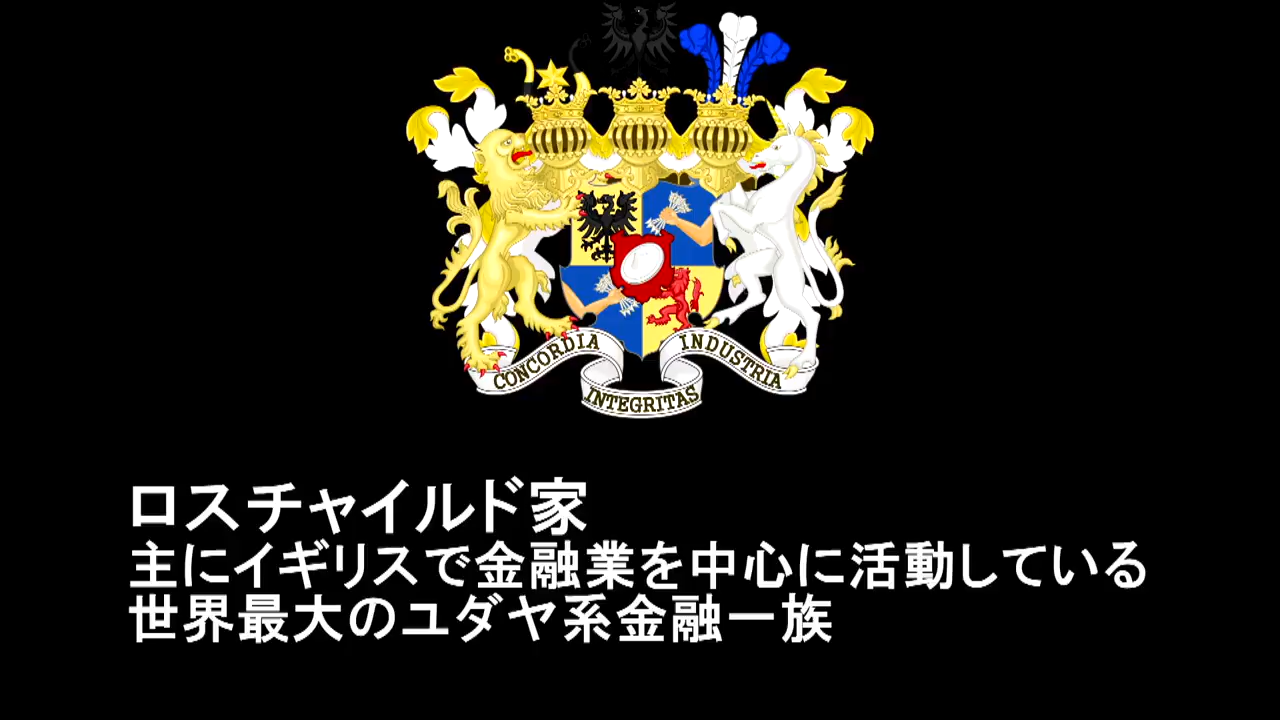 CONCORDIA
INTEGRITAS
INDUSTRIA
ロスチャイルド家
主にイギリスで金融業を中心に活動している
世界最大のユダヤ系金融一族